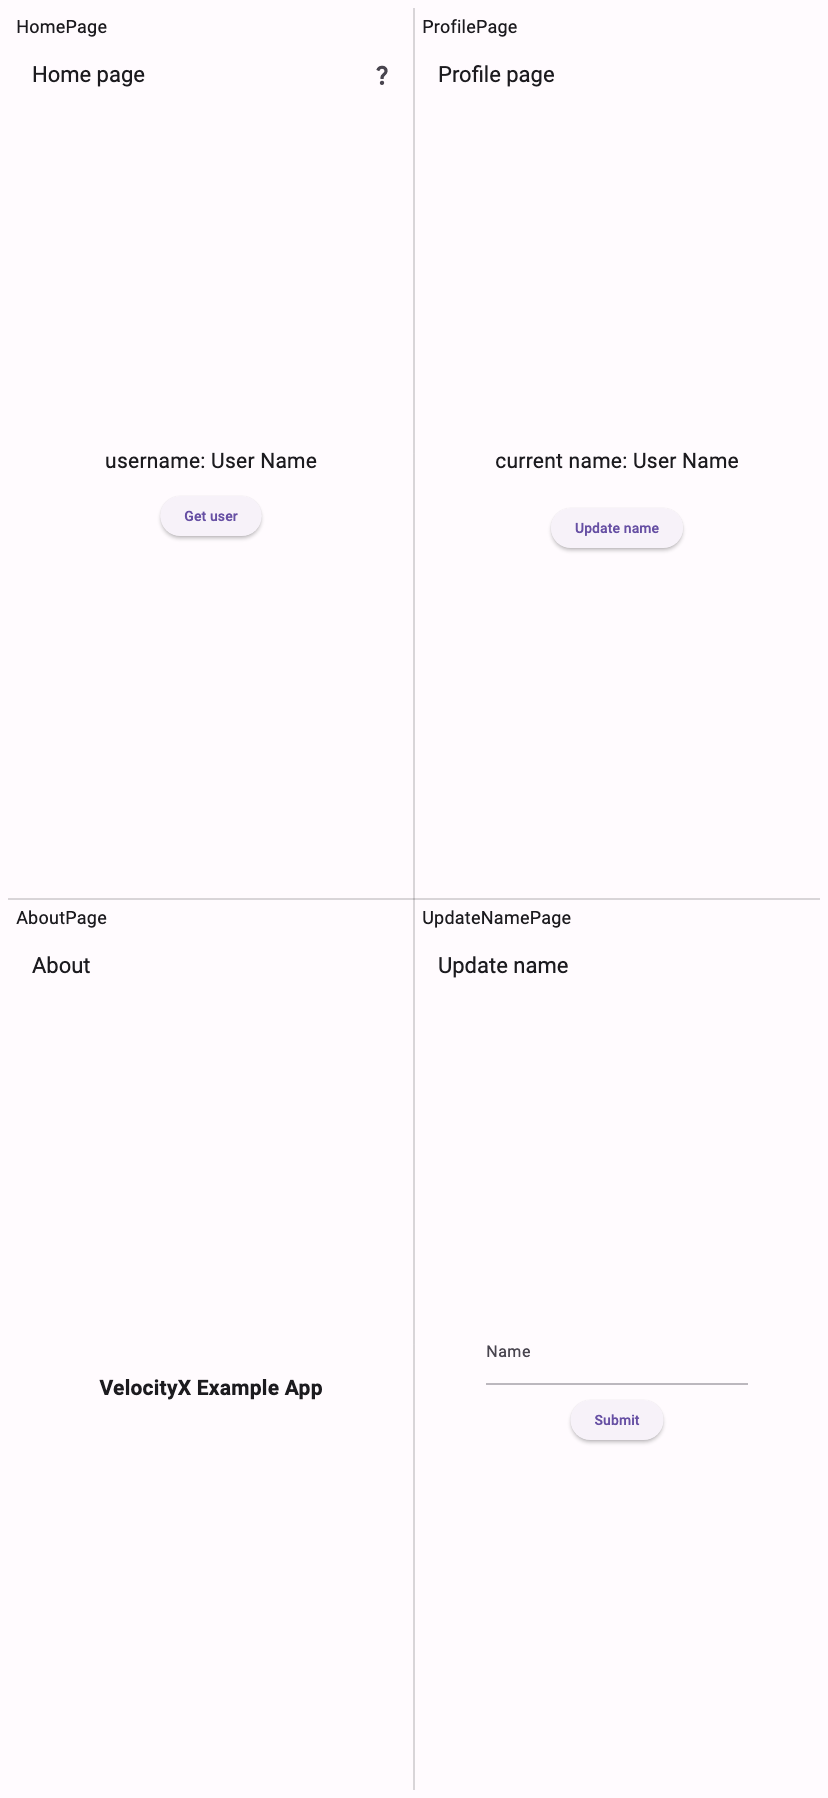 HomePage
Home page
?
username: User Name
Get user
ProfilePage
Profile page
current name: User Name
Update name
AboutPage
About
VelocityX Example App
UpdateNamePage
Update name
Name
Submit